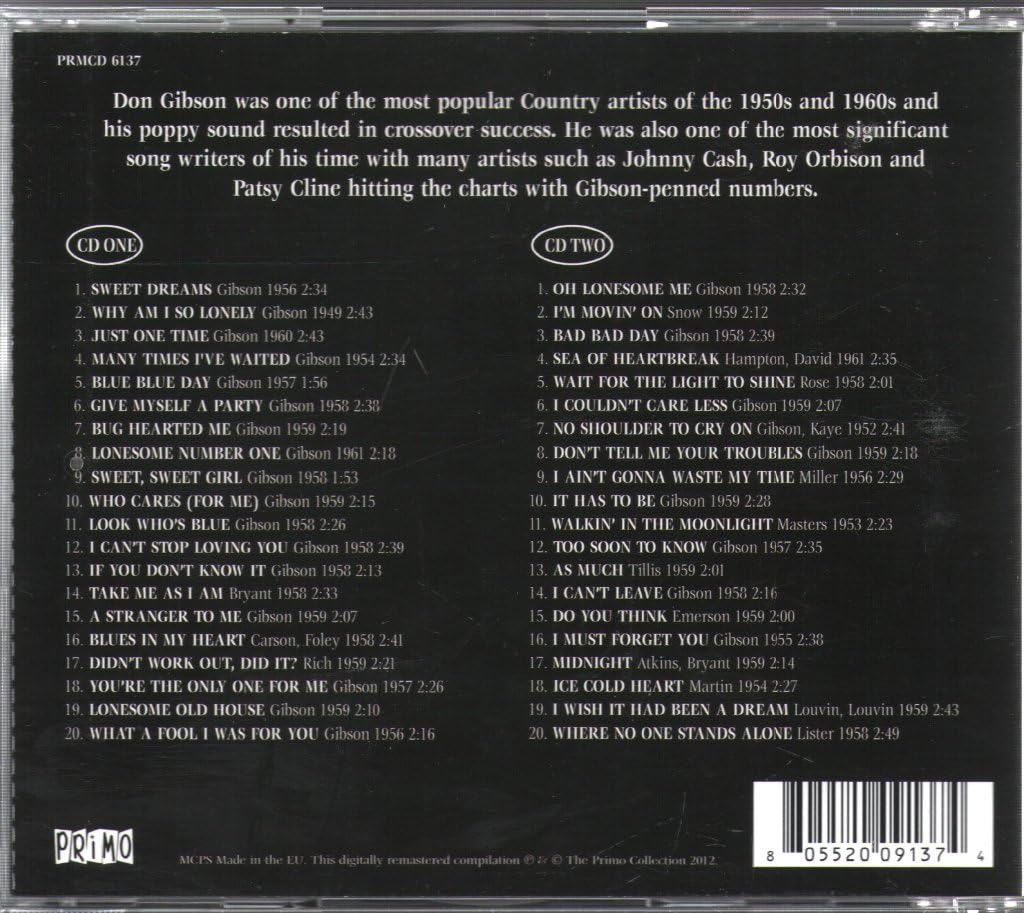 PRMCD 6137
Don Gibson was one of the most popular Country artists of the 1950s and 1960s and
his poppy sound resulted in crossover success. He was also one of the most significant
song writers of his time with many artists such as Johnny Cash, Roy Orbison and
Patsy Cline hitting the charts with Gibson-penned numbers.
CD ONE
1. SWEET DREAMS Gibson 1956 2:34
2. WHY AM I SO LONELY Gibson 1949 2:43
3. JUST ONE TIME Gibson 1960 2:43
4. MANY TIMES I'VE WAITED Gibson 1954 2:34
5. BLUE BLUE DAY Gibson 1957 1:56
6. GIVE MYSELF A PARTY Gibson 1958 2:38
7. BUG HEARTED ME Gibson 1959 2:19
8. LONESOME NUMBER ONE Gibson 1961 2:18
9. SWEET, SWEET GIRL Gibson 1958 1:53
10. WHO CARES (FOR ME) Gibson 1959 2:15
11. LOOK WHO'S BLUE Gibson 1958 2:26
12. I CAN'T STOP LOVING YOU Gibson 1958 2:39
13. IF YOU DON'T KNOW IT Gibson 1958 2:13
14. TAKE ME AS I AM Bryant 1958 2:33
15. A STRANGER TO ME Gibson 1959 2:07
16. BLUES IN MY HEART Carson, Foley 1958 2:41
17. DIDN'T WORK OUT, DID IT? Rich 1959 2:21
18. YOU'RE THE ONLY ONE FOR ME Gibson 1957 2:26
19. LONESOME OLD HOUSE Gibson 1959 2:10
20. WHAT A FOOL I WAS FOR YOU Gibson 1956 2:16
CD TWO
1. OH LONESOME ME Gibson 1958 2:32
2. I'M MOVIN' ON Snow 1959 2:12
3. BAD BAD DAY Gibson 1958 2:39
4. SEA OF HEARTBREAK Hampton, David 1961 2:35
5. WAIT FOR THE LIGHT TO SHINE Rose 1958 2:01
6. I COULDN'T CARE LESS Gibson 1959 2:07
7. NO SHOULDER TO CRY ON Gibson, Kaye 1952 2:41
8. DON'T TELL ME YOUR TROUBLES Gibson 1959 2:18
9. I AIN'T GONNA WASTE MY TIME Miller 1956 2:29
10. IT HAS TO BE Gibson 1959 2:28
11. WALKIN' IN THE MOONLIGHT Masters 1953 2:23
12. TOO SOON TO KNOW Gibson 1957 2:35
13. AS MUCH Tillis 1959 2:01
14. I CAN'T LEAVE Gibson 1958 2:16
15. DO YOU THINK Emerson 1959 2:00
16. I MUST FORGET YOU Gibson 1955 2:38
17. MIDNIGHT Atkins, Bryant 1959 2:14
18. ICE COLD HEART Martin 1954 2:27
19. I WISH IT HAD BEEN A DREAM Louvin, Louvin 1959 2:43
20. WHERE NO ONE STANDS ALONE Lister 1958 2:49
PRiMO
MCPS Made in the EU. This digitally remastered compilation ℗ & © The Primo Collection 2012.
8 05520 09137 4